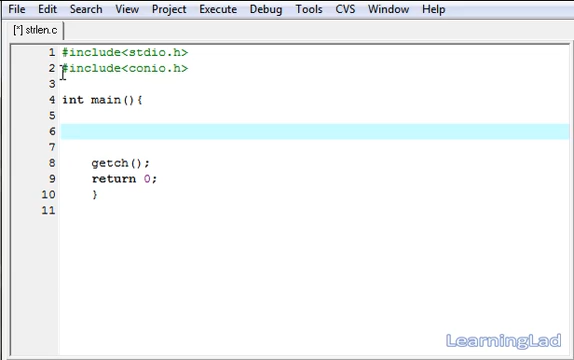 File Edit Search View Project Execute Debug Tools CVS Window Help
[*] strlen.c
1 #include<stdio.h>
2 #include<conio.h>
3
4 int main(){
5
6
7
8 getch();
9 return 0;
10 }
11
LearningLad